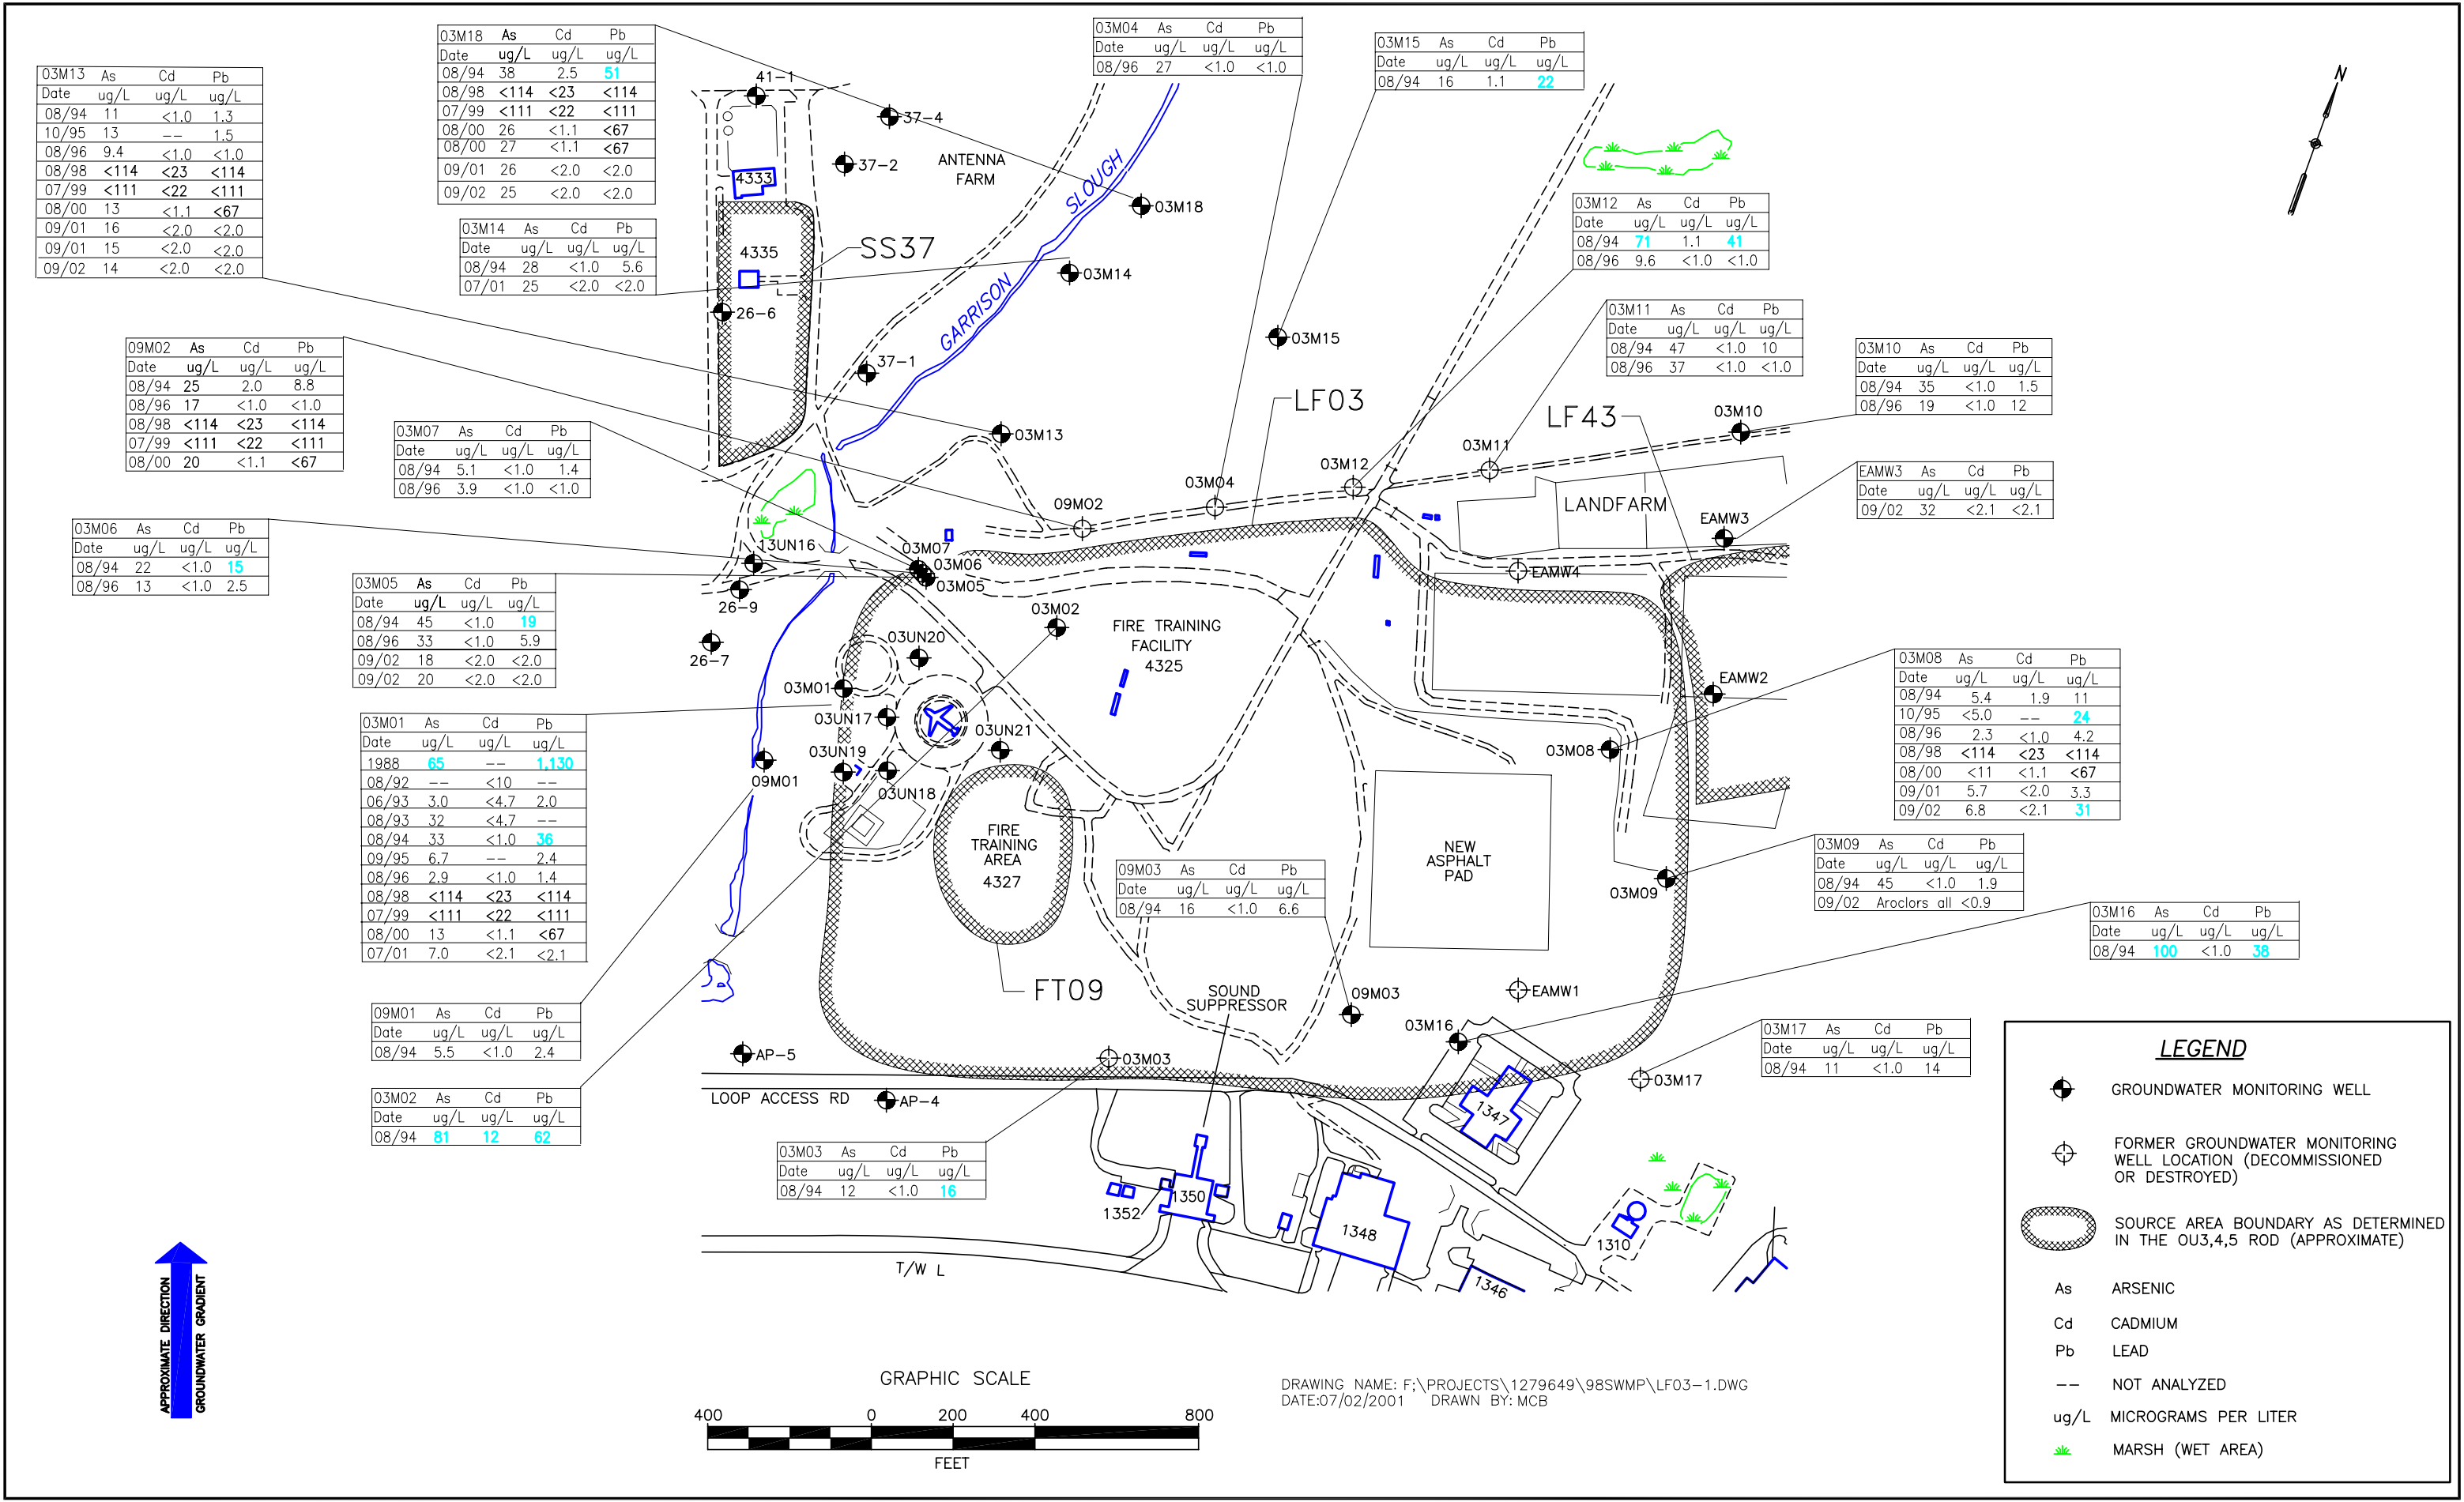 03M13 As Cd Pb
Date ug/L ug/L ug/L
08/94 11 <1.0 1.3
10/95 13 -- 1.5
08/96 9.4 <1.0 <1.0
08/98 <114 <23 <114
07/99 <111 <22 <111
08/00 13 <1.1 <67
09/01 16 <2.0 <2.0
09/01 15 <2.0 <2.0
09/02 14 <2.0 <2.0
03M18 As Cd Pb
Date ug/L ug/L ug/L
08/94 38 2.5 51
08/98 <114 <23 <114
07/99 <111 <22 <111
08/00 26 <1.1 <67
08/00 27 <1.1 <67
09/01 26 <2.0 <2.0
09/02 25 <2.0 <2.0
03M14 As Cd Pb
Date ug/L ug/L ug/L
08/94 28 <1.0 5.6
07/01 25 <2.0 <2.0
03M04 As Cd Pb
Date ug/L ug/L ug/L
08/96 27 <1.0 <1.0
03M15 As Cd Pb
Date ug/L ug/L ug/L
08/94 16 1.1 22
03M12 As Cd Pb
Date ug/L ug/L ug/L
08/94 71 1.1 41
08/96 9.6 <1.0 <1.0
03M11 As Cd Pb
Date ug/L ug/L ug/L
08/94 47 <1.0 10
08/96 37 <1.0 <1.0
03M10 As Cd Pb
Date ug/L ug/L ug/L
08/94 35 <1.0 1.5
08/96 19 <1.0 12
EAMW3 As Cd Pb
Date ug/L ug/L ug/L
09/02 32 <2.1 <2.1
09M02 As Cd Pb
Date ug/L ug/L ug/L
08/94 25 2.0 8.8
08/96 17 <1.0 <1.0
08/98 <114 <23 <114
07/99 <111 <22 <111
08/00 20 <1.1 <67
03M07 As Cd Pb
Date ug/L ug/L ug/L
08/94 5.1 <1.0 1.4
08/96 3.9 <1.0 <1.0
03M06 As Cd Pb
Date ug/L ug/L ug/L
08/94 22 <1.0 15
08/96 13 <1.0 2.5
03M05 As Cd Pb
Date ug/L ug/L ug/L
08/94 45 <1.0 19
08/96 33 <1.0 5.9
09/02 18 <2.0 <2.0
09/02 20 <2.0 <2.0
03M01 As Cd Pb
Date ug/L ug/L ug/L
1988 65 -- 1,130
08/92 -- <10 --
06/93 3.0 <4.7 2.0
08/93 32 <4.7 --
08/94 33 <1.0 36
09/95 6.7 -- 2.4
08/96 2.9 <1.0 1.4
08/98 <114 <23 <114
07/99 <111 <22 <111
08/00 13 <1.1 <67
07/01 7.0 <2.1 <2.1
09M01 As Cd Pb
Date ug/L ug/L ug/L
08/94 5.5 <1.0 2.4
03M02 As Cd Pb
Date ug/L ug/L ug/L
08/94 81 12 62
03M03 As Cd Pb
Date ug/L ug/L ug/L
08/94 12 <1.0 16
09M03 As Cd Pb
Date ug/L ug/L ug/L
08/94 16 <1.0 6.6
03M08 As Cd Pb
Date ug/L ug/L ug/L
08/94 5.4 1.9 11
10/95 <5.0 -- 24
08/96 2.3 <1.0 4.2
08/98 <114 <23 <114
08/00 <11 <1.1 <67
09/01 5.7 <2.0 3.3
09/02 6.8 <2.1 31
03M09 As Cd Pb
Date ug/L ug/L ug/L
08/94 45 <1.0 1.9
09/02 Aroclors all <0.9
03M16 As Cd Pb
Date ug/L ug/L ug/L
08/94 100 <1.0 38
03M17 As Cd Pb
Date ug/L ug/L ug/L
08/94 11 <1.0 14
N
41-1
37-4
37-2
4333
ANTENNA
FARM
SLOUGH
03M18
4335
SS37
03M14
GARRISON
26-6
03M15
37-1
LF03
LF43
03M10
03M13
03M11
03M12
03M04
09M02
LANDFARM
EAMW3
13UN16
03M07
03M06
03M05
EAMW4
26-9
03M02
FIRE TRAINING
FACILITY
4325
03UN20
26-7
03M01
EAMW2
03UN17
03UN21
03UN19
03M08
09M01
03UN18
FIRE
TRAINING
AREA
4327
NEW
ASPHALT
PAD
03M09
FT09
SOUND
SUPPRESSOR
09M03
EAMW1
03M16
AP-5
03M03
03M17
LOOP ACCESS RD
AP-4
1347
1350
1352
1348
1310
1346
T/W L
LEGEND
GROUNDWATER MONITORING WELL
FORMER GROUNDWATER MONITORING
WELL LOCATION (DECOMMISSIONED
OR DESTROYED)
SOURCE AREA BOUNDARY AS DETERMINED
IN THE OU3,4,5 ROD (APPROXIMATE)
As ARSENIC
Cd CADMIUM
Pb LEAD
-- NOT ANALYZED
ug/L MICROGRAMS PER LITER
MARSH (WET AREA)
APPROXIMATE DIRECTION
GROUNDWATER GRADIENT
GRAPHIC SCALE
400 0 200 400 800
FEET
DRAWING NAME: F;\PROJECTS\1279649\98SWMP\LF03-1.DWG
DATE:07/02/2001 DRAWN BY: MCB